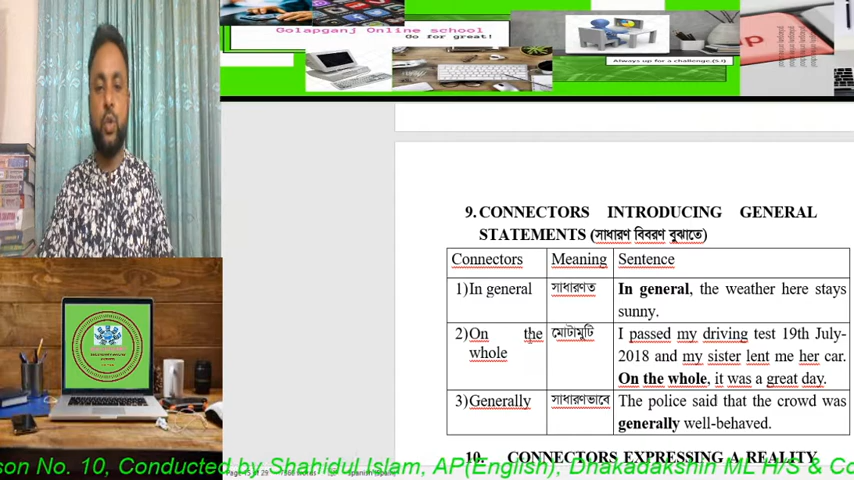 Golapganj Online school
Go for great!
Always up for a challenge.(S.I)
9. CONNECTORS INTRODUCING GENERAL
STATEMENTS (সাধারণ বিবরণ বুঝাতে)
Connectors Meaning Sentence
1) In general সাধারণত In general, the weather here stays
sunny.
2) On the মোটামুটি I passed my driving test 19th July-
whole 2018 and my sister lent me her car.
On the whole, it was a great day.
3) Generally সাধারণভাবে The police said that the crowd was
generally well-behaved.
10. CONNECTORS EXPRESSING A REALITY
son No. 10, Conducted by Shahidul Islam, AP(English), Dhakadakshin ML H/S & Co